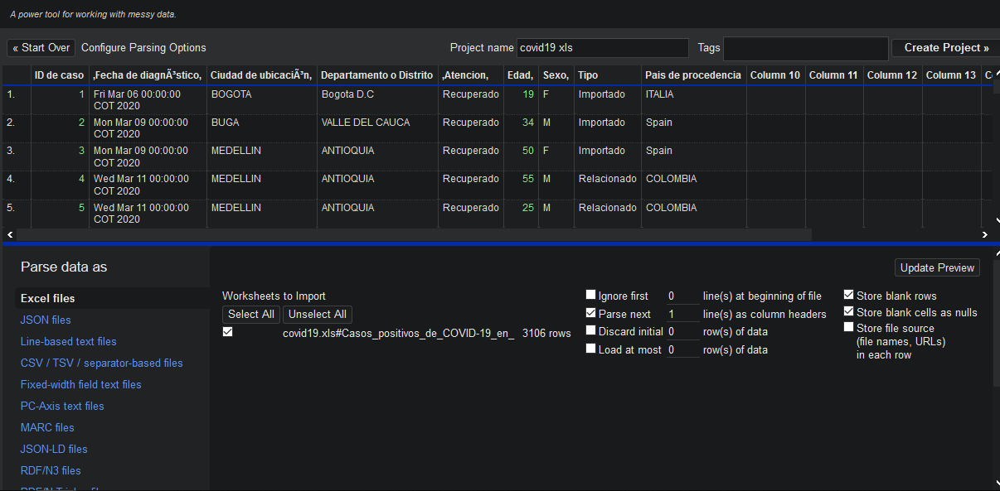 A power tool for working with messy data.
« Start Over Configure Parsing Options Project name covid19 xls Tags Create Project »
ID de caso ,Fecha de diagnÃ³stico, Ciudad de ubicaciÃ³n, Departamento o Distrito ,Atencion, Edad, Sexo, Tipo Pais de procedencia Column 10 Column 11 Column 12 Column 13
1. 1 Fri Mar 06 00:00:00 BOGOTA Bogota D.C Recuperado 19 F Importado ITALIA
COT 2020
2. 2 Mon Mar 09 00:00:00 BUGA VALLE DEL CAUCA Recuperado 34 M Importado Spain
COT 2020
3. 3 Mon Mar 09 00:00:00 MEDELLIN ANTIOQUIA Recuperado 50 F Importado Spain
COT 2020
4. 4 Wed Mar 11 00:00:00 MEDELLIN ANTIOQUIA Recuperado 55 M Relacionado COLOMBIA
COT 2020
5. 5 Wed Mar 11 00:00:00 MEDELLIN ANTIOQUIA Recuperado 25 M Relacionado COLOMBIA
COT 2020
Parse data as
Excel files
JSON files
Line-based text files
CSV / TSV / separator-based files
Fixed-width field text files
PC-Axis text files
MARC files
JSON-LD files
RDF/N3 files
Update Preview
Worksheets to Import
Select All Unselect All
covid19.xls#Casos_positivos_de_COVID-19_en_ 3106 rows
Ignore first 0 line(s) at beginning of file
Parse next 1 line(s) as column headers
Discard initial 0 row(s) of data
Load at most 0 row(s) of data
Store blank rows
Store blank cells as nulls
Store file source
(file names, URLs)
in each row